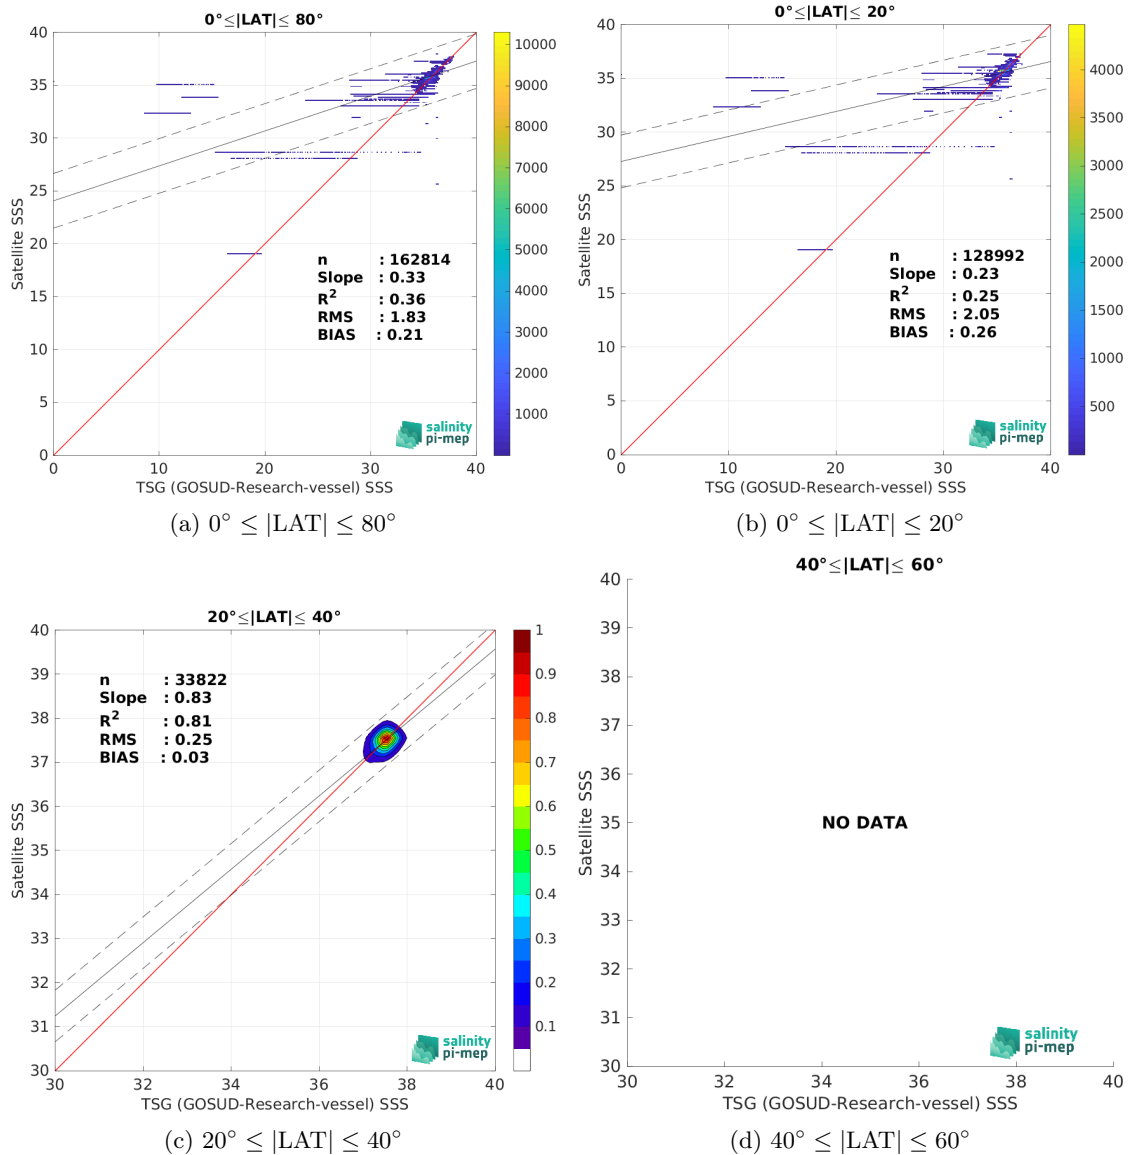 0°≤|LAT|≤ 80°
40
35
30
25
20
15
10
5
0
Satellite SSS
n : 162814
Slope : 0.33
R² : 0.36
RMS : 1.83
BIAS : 0.21
salinity
pi-mep
0 10 20 30 40
TSG (GOSUD-Research-vessel) SSS
10000
9000
8000
7000
6000
5000
4000
3000
2000
1000
(a) 0° ≤ |LAT| ≤ 80°
0°≤|LAT|≤ 20°
40
35
30
25
20
15
10
5
0
Satellite SSS
n : 128992
Slope : 0.23
R² : 0.25
RMS : 2.05
BIAS : 0.26
salinity
pi-mep
0 10 20 30 40
TSG (GOSUD-Research-vessel) SSS
4000
3500
3000
2500
2000
1500
1000
500
(b) 0° ≤ |LAT| ≤ 20°
20°≤|LAT|≤ 40°
40
39
38
37
36
35
34
33
32
31
30
Satellite SSS
n : 33822
Slope : 0.83
R² : 0.81
RMS : 0.25
BIAS : 0.03
salinity
pi-mep
30 32 34 36 38 40
TSG (GOSUD-Research-vessel) SSS
1
0.9
0.8
0.7
0.6
0.5
0.4
0.3
0.2
0.1
(c) 20° ≤ |LAT| ≤ 40°
40°≤|LAT|≤ 60°
40
39
38
37
36
35
34
33
32
31
30
Satellite SSS
NO DATA
salinity
pi-mep
30 32 34 36 38 40
TSG (GOSUD-Research-vessel) SSS
(d) 40° ≤ |LAT| ≤ 60°